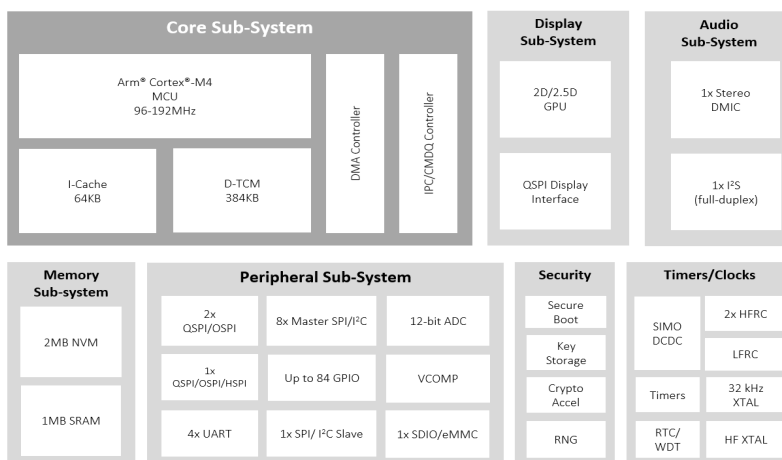 Core Sub-System
Arm® Cortex®-M4
MCU
96-192MHz
I-Cache
64KB
D-TCM
384KB
DMA Controller
IPC/CMDQ Controller
Display
Sub-System
2D/2.5D
GPU
QSPI Display
Interface
Audio
Sub-System
1x Stereo
DMIC
1x I²S
(full-duplex)
Memory
Sub-system
2MB NVM
1MB SRAM
Peripheral Sub-System
2x
QSPI/OSPI
8x Master SPI/I²C
12-bit ADC
1x
QSPI/OSPI/HSPI
Up to 84 GPIO
VCOMP
4x UART
1x SPI/ I²C Slave
1x SDIO/eMMC
Security
Secure
Boot
Key
Storage
Crypto
Accel
RNG
Timers/Clocks
SIMO
DCDC
2x HFRC
LFRC
Timers
32 kHz
XTAL
RTC/
WDT
HF XTAL